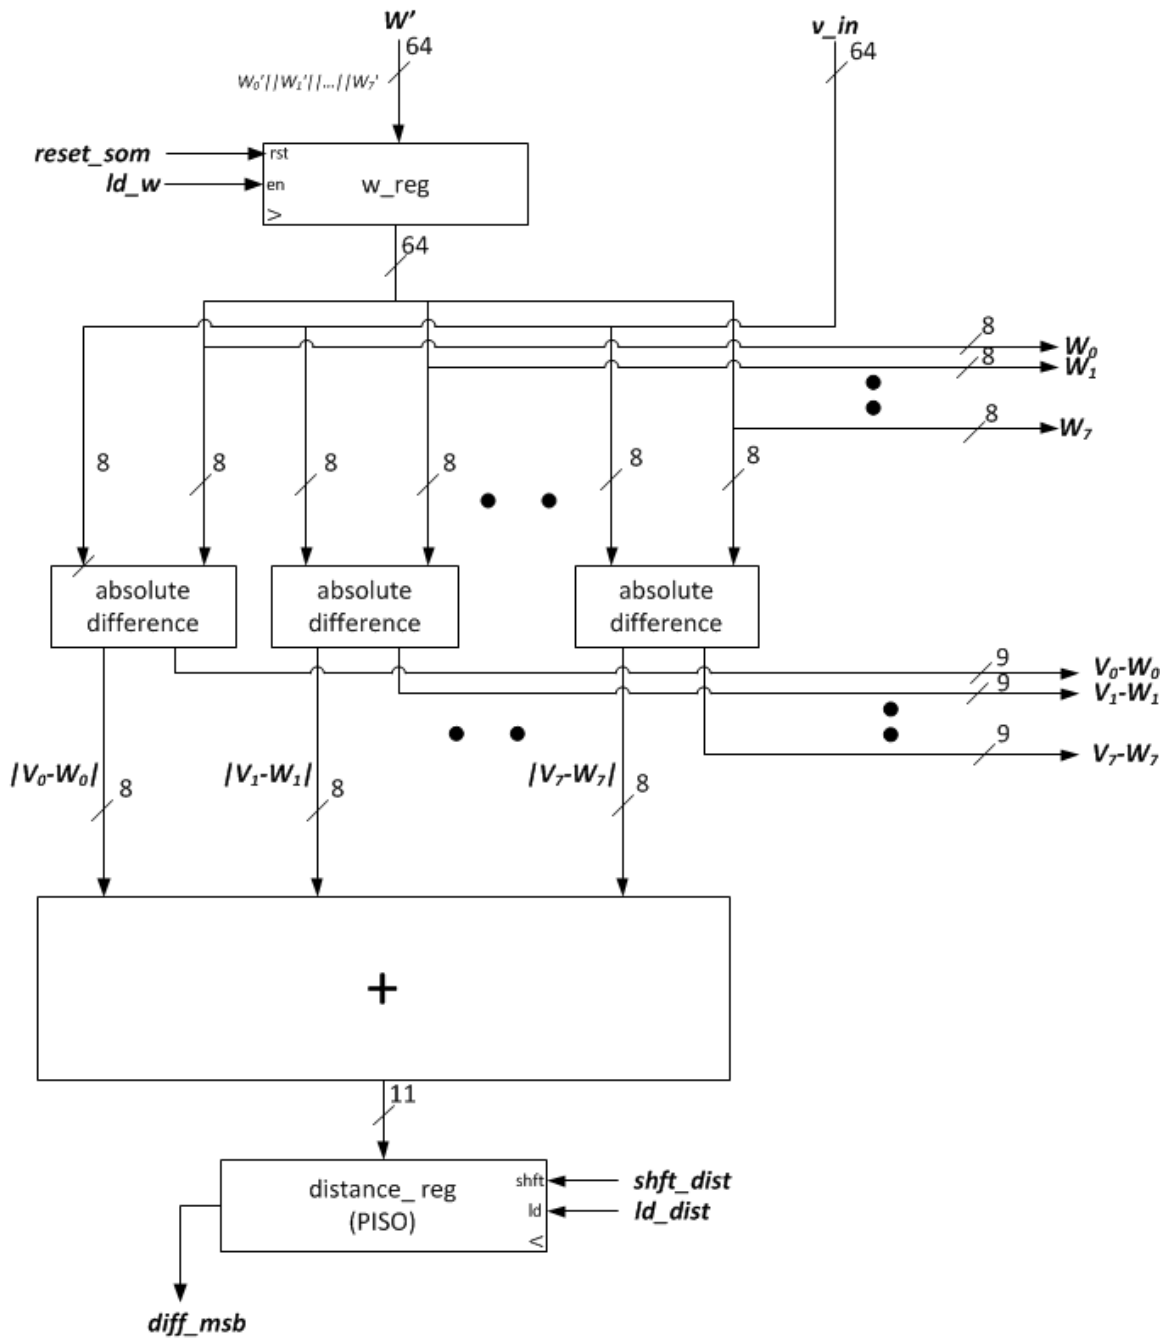 W'
v_in
64
64
W₀'||W₁'||...||W₇'
reset_som
rst
ld_w
en
w_reg
>
64
8
W₀
8
W₁
8
W₇
8
8
8
8
8
8
absolute
difference
absolute
difference
absolute
difference
9
V₀-W₀
9
V₁-W₁
9
V₇-W₇
|V₀-W₀|
8
|V₁-W₁|
8
|V₇-W₇|
8
+
11
distance_ reg
(PISO)
shft
shft_dist
ld
ld_dist
<
diff_msb